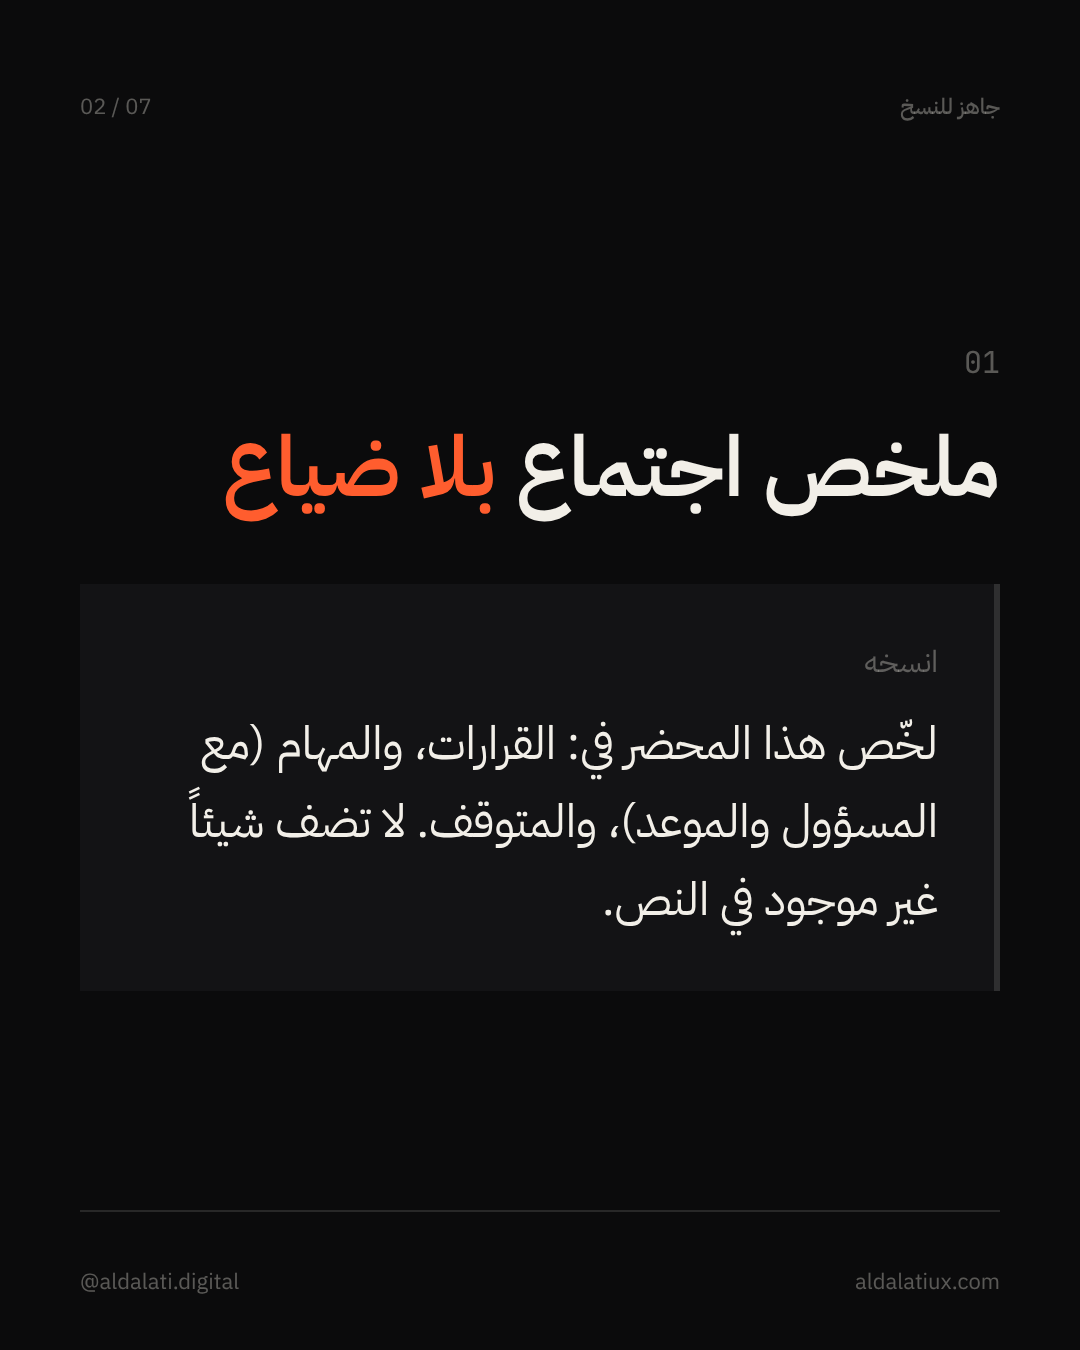 جاهز للنسخ
02 / 07
01
ملخص اجتماع بلا ضياع
انسخه
لخّص هذا المحضر في: القرارات، والمهام (مع
المسؤول والموعد)، والمتوقف. لا تضف شيئاً
غير موجود في النص.
@aldalati.digital
aldalatiux.com